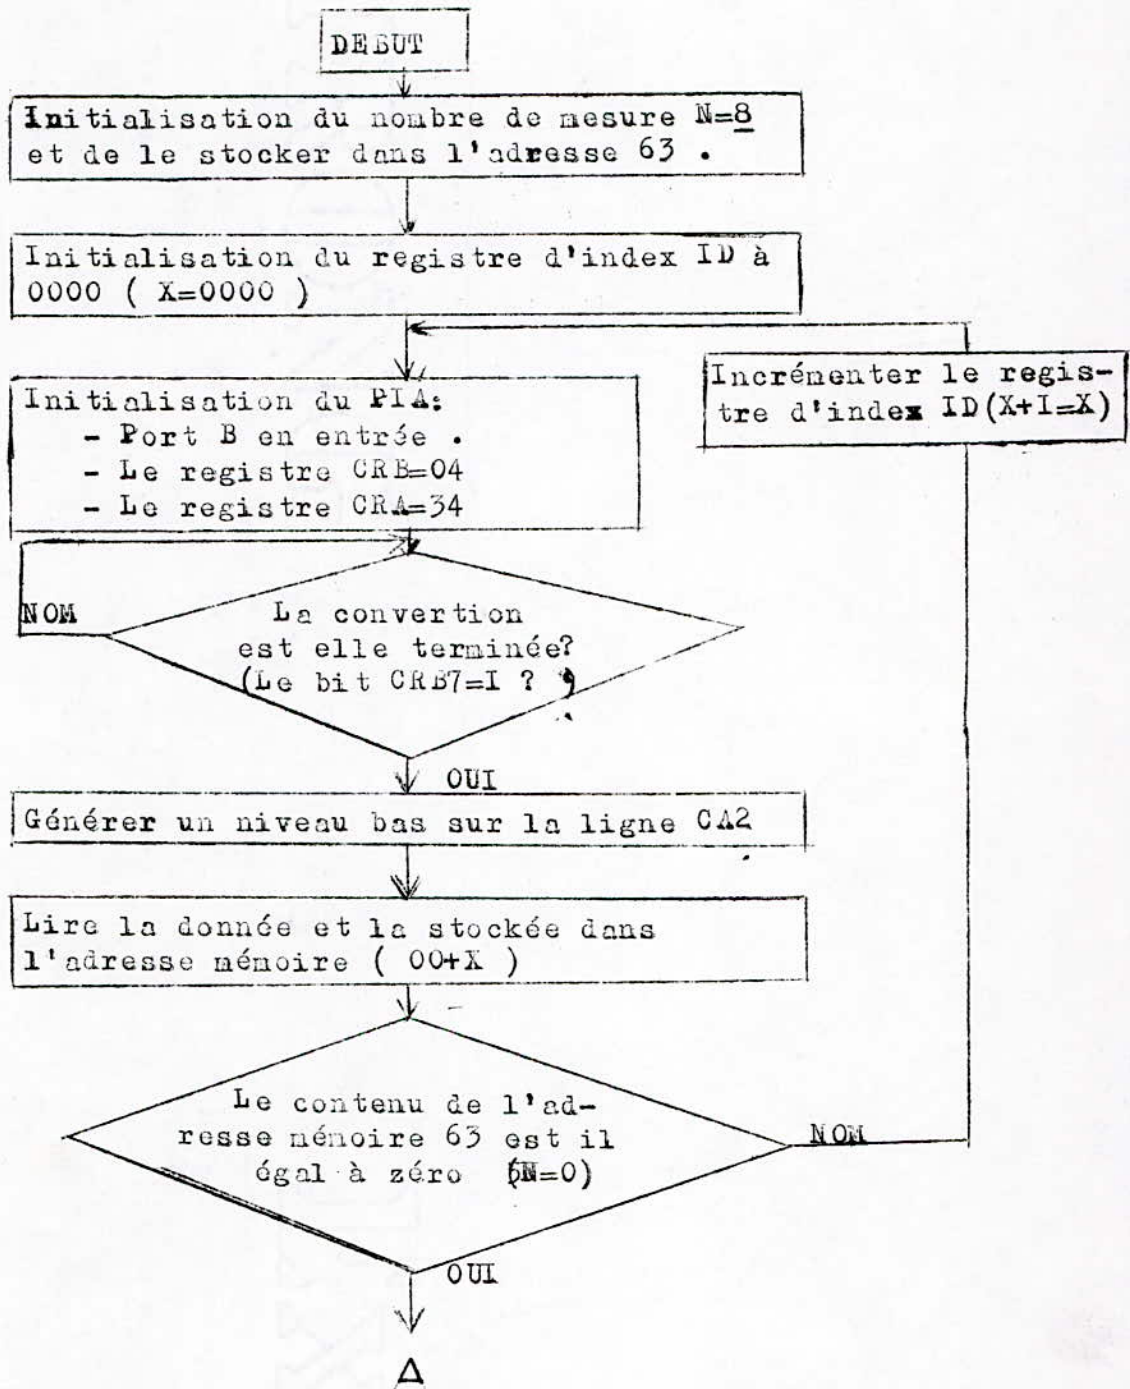 DEBUT
Initialisation du nombre de mesure N=8
et de le stocker dans l'adresse 63 .
Initialisation du registre d'index ID à
0000 ( X=0000 )
Incrémenter le regis-
tre d'index ID(X+I=X)
Initialisation du PIA:
- Port B en entrée .
- Le registre CRB=04
- Le registre CRA=34
NOM
La convertion
est elle terminée?
(Le bit CRB7=I ? )
OUI
Générer un niveau bas sur la ligne CA2
Lire la donnée et la stockée dans
l'adresse mémoire ( 00+X )
Le contenu de l'ad-
resse mémoire 63 est il
égal à zéro (N=0)
NOM
OUI
A